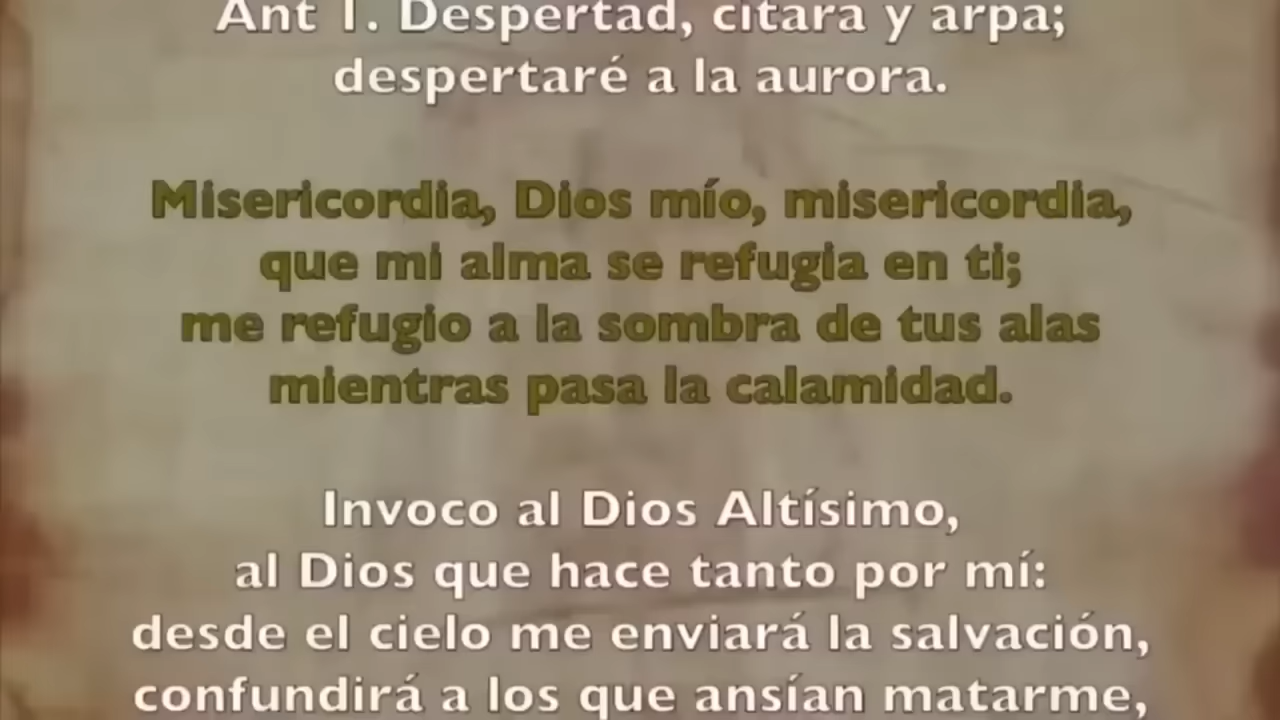 Ant 1. Despertad, cítara y arpa;
despertaré a la aurora.
Misericordia, Dios mío, misericordia,
que mi alma se refugia en ti;
me refugio a la sombra de tus alas
mientras pasa la calamidad.
Invoco al Dios Altísimo,
al Dios que hace tanto por mí:
desde el cielo me enviará la salvación,
confundirá a los que ansían matarme,